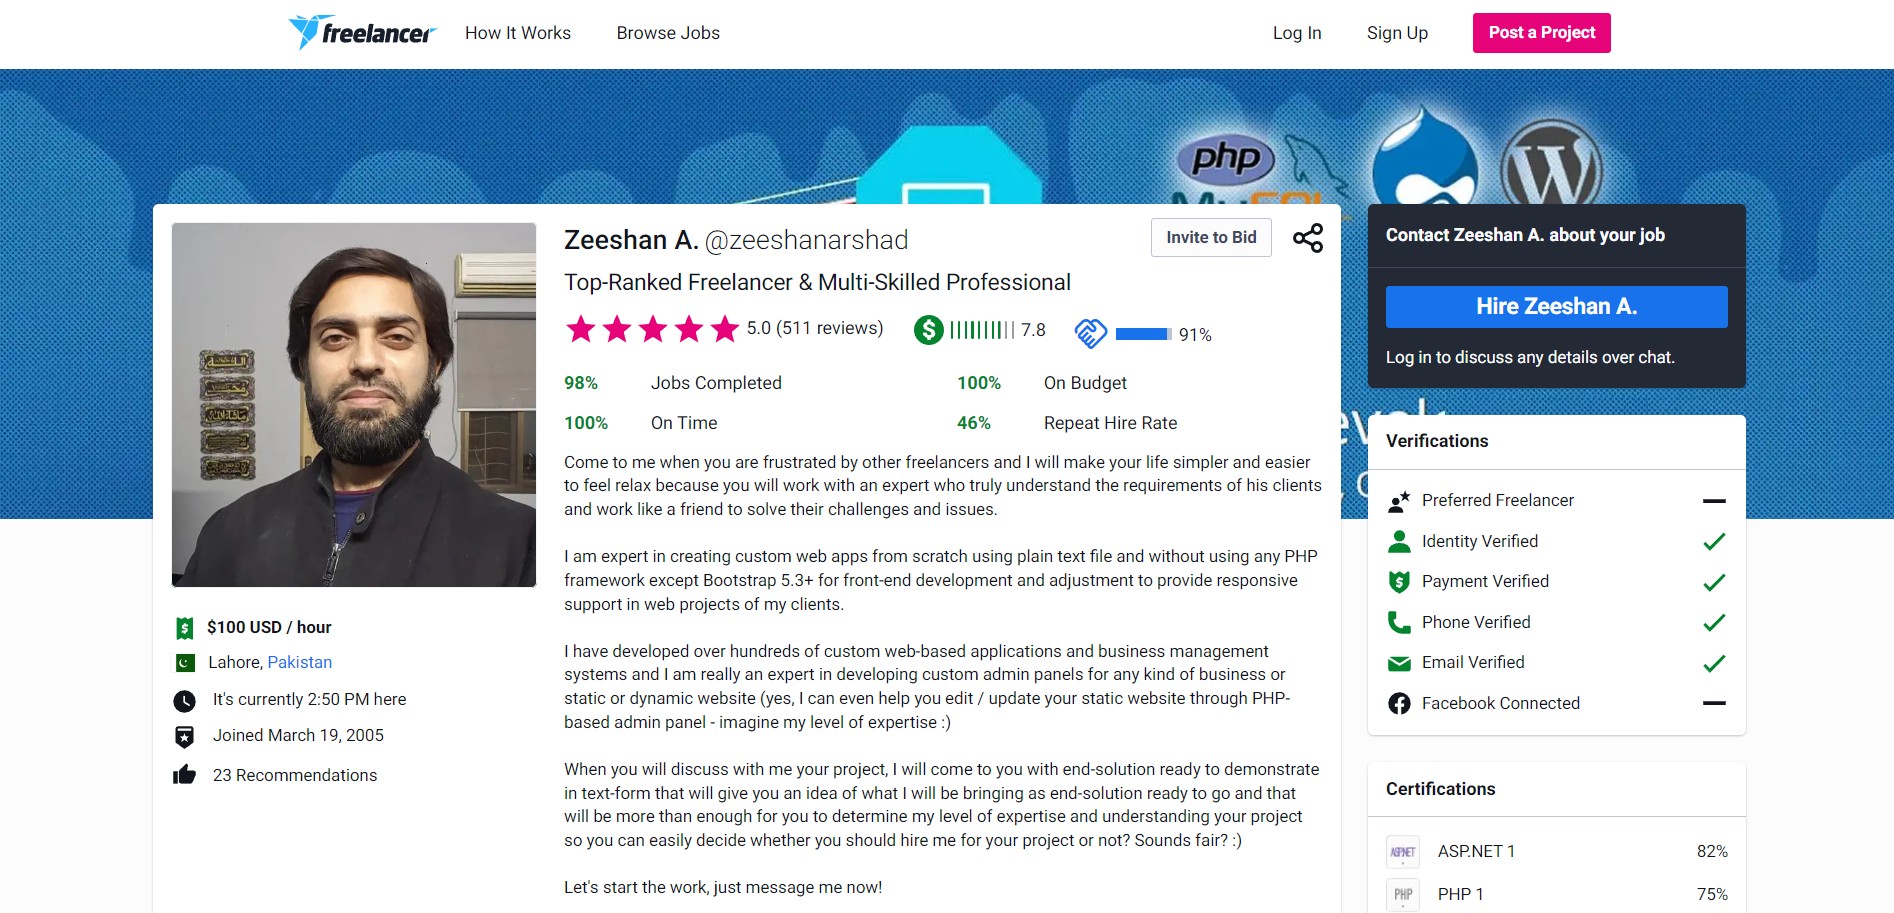 freelancer How It Works Browse Jobs Log In Sign Up Post a Project
php
Zeeshan A. @zeeshanarshad
Invite to Bid
Top-Ranked Freelancer & Multi-Skilled Professional
5.0 (511 reviews) 7.8 91%
98% Jobs Completed 100% On Budget
100% On Time 46% Repeat Hire Rate
Come to me when you are frustrated by other freelancers and I will make your life simpler and easier
to feel relax because you will work with an expert who truly understand the requirements of his clients
and work like a friend to solve their challenges and issues.
I am expert in creating custom web apps from scratch using plain text file and without using any PHP
framework except Bootstrap 5.3+ for front-end development and adjustment to provide responsive
support in web projects of my clients.
I have developed over hundreds of custom web-based applications and business management
systems and I am really an expert in developing custom admin panels for any kind of business or
static or dynamic website (yes, I can even help you edit / update your static website through PHP-
based admin panel - imagine my level of expertise :)
When you will discuss with me your project, I will come to you with end-solution ready to demonstrate
in text-form that will give you an idea of what I will be bringing as end-solution ready to go and that
will be more than enough for you to determine my level of expertise and understanding your project
so you can easily decide whether you should hire me for your project or not? Sounds fair? :)
Let's start the work, just message me now!
$100 USD / hour
Lahore, Pakistan
It's currently 2:50 PM here
Joined March 19, 2005
23 Recommendations
Contact Zeeshan A. about your job
Hire Zeeshan A.
Log in to discuss any details over chat.
Verifications
Preferred Freelancer
Identity Verified
Payment Verified
Phone Verified
Email Verified
Facebook Connected
Certifications
ASP.NET ASP.NET 1 82%
PHP PHP 1 75%